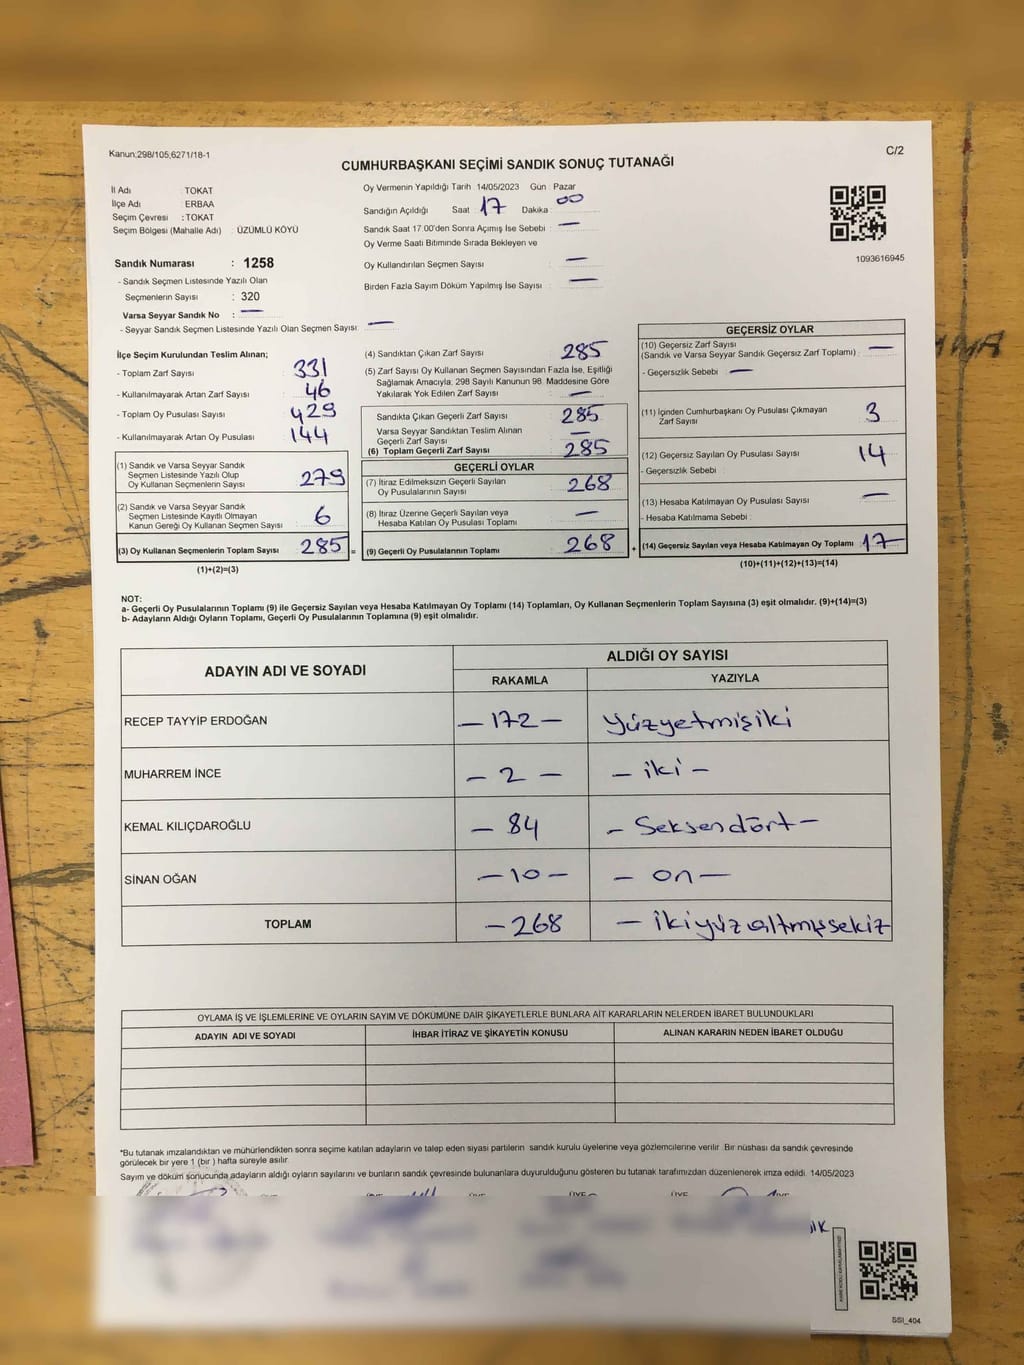 Kanun;298/105,6271/18-1
C/2
CUMHURBAŞKANI SEÇİMİ SANDIK SONUÇ TUTANAĞI
İl Adı : TOKAT
İlçe Adı : ERBAA
Seçim Çevresi : TOKAT
Seçim Bölgesi (Mahalle Adı) : ÜZÜMLÜ KÖYÜ
Oy Vermenin Yapıldığı Tarih : 14/05/2023 Gün : Pazar
Sandığın Açıldığı Saat 17 Dakika : 00
Sandık Saat 17.00'den Sonra Açımış İse Sebebi : —
Oy Verme Saati Bitiminde Sırada Bekleyen ve
Oy Kullandırılan Seçmen Sayısı : —
Birden Fazla Sayım Döküm Yapılmış İse Sayısı : —
1093616945
Sandık Numarası : 1258
- Sandık Seçmen Listesinde Yazılı Olan
Seçmenlerin Sayısı : 320
Varsa Seyyar Sandık No : —
- Seyyar Sandık Seçmen Listesinde Yazılı Olan Seçmen Sayısı: —
İlçe Seçim Kurulundan Teslim Alınan;
- Toplam Zarf Sayısı : 331
- Kullanılmayarak Artan Zarf Sayısı : 46
- Toplam Oy Pusulası Sayısı : 429
- Kullanılmayarak Artan Oy Pusulası : 144
(1) Sandık ve Varsa Seyyar Sandık
Seçmen Listesinde Yazılı Olup
Oy Kullanan Seçmenlerin Sayısı : 279
(2) Sandık ve Varsa Seyyar Sandık
Seçmen Listesinde Kayıtlı Olmayan
Kanun Gereği Oy Kullanan Seçmen Sayısı : 6
(3) Oy Kullanan Seçmenlerin Toplam Sayısı : 285 =
(1)+(2)=(3)
(4) Sandıktan Çıkan Zarf Sayısı : 285
(5) Zarf Sayısı Oy Kullanan Seçmen Sayısından Fazla İse, Eşitliği
Sağlamak Amacıyla, 298 Sayılı Kanunun 98. Maddesine Göre
Yakılarak Yok Edilen Zarf Sayısı : —
Sandıkta Çıkan Geçerli Zarf Sayısı : 285
Varsa Seyyar Sandıktan Teslim Alınan
Geçerli Zarf Sayısı : —
(6) Toplam Geçerli Zarf Sayısı : 285
GEÇERLİ OYLAR
(7) İtiraz Edilmeksizin Geçerli Sayılan
Oy Pusulalarının Sayısı : 268
(8) İtiraz Üzerine Geçerli Sayılan veya
Hesaba Katılan Oy Pusulası Toplamı : —
(9) Geçerli Oy Pusulalarının Toplamı : 268 +
GEÇERSİZ OYLAR
(10) Geçersiz Zarf Sayısı
(Sandık ve Varsa Seyyar Sandık Geçersiz Zarf Toplamı) : —
- Geçersizlik Sebebi : —
(11) İçinden Cumhurbaşkanı Oy Pusulası Çıkmayan
Zarf Sayısı : 3
(12) Geçersiz Sayılan Oy Pusulası Sayısı : 14
- Geçersizlik Sebebi :
(13) Hesaba Katılmayan Oy Pusulası Sayısı : —
- Hesaba Katılmama Sebebi :
(14) Geçersiz Sayılan veya Hesaba Katılmayan Oy Toplamı : 17
(10)+(11)+(12)+(13)=(14)
NOT:
a- Geçerli Oy Pusulalarının Toplamı (9) ile Geçersiz Sayılan veya Hesaba Katılmayan Oy Toplamı (14) Toplamları, Oy Kullanan Seçmenlerin Toplam Sayısına (3) eşit olmalıdır. (9)+(14)=(3)
b- Adayların Aldığı Oyların Toplamı, Geçerli Oy Pusulalarının Toplamına (9) eşit olmalıdır.
ADAYIN ADI VE SOYADI ALDIĞI OY SAYISI
RAKAMLA YAZIYLA
RECEP TAYYİP ERDOĞAN — 172 — yüzyetmişiki
MUHARREM İNCE — 2 — — iki —
KEMAL KILIÇDAROĞLU — 84 — Seksendört —
SİNAN OĞAN — 10 — — on —
TOPLAM — 268 — ikiyüzaltmışsekiz
OYLAMA İŞ VE İŞLEMLERİNE VE OYLARIN SAYIM VE DÖKÜMÜNE DAİR ŞİKAYETLERLE BUNLARA AİT KARARLARIN NELERDEN İBARET BULUNDUKLARI
ADAYIN ADI VE SOYADI İHBAR İTİRAZ VE ŞİKAYETİN KONUSU ALINAN KARARIN NEDEN İBARET OLDUĞU
*Bu tutanak imzalandıktan ve mühürlendikten sonra seçime katılan adayların ve talep eden siyasi partilerin sandık kurulu üyelerine veya gözlemcilerine verilir. Bir nüshası da sandık çevresinde
görülecek bir yere 1 (bir ) hafta süreyle asılır.
Sayım ve döküm sonucunda adayların aldığı oyların sayılarını ve bunların sandık çevresinde bulunanlara duyurulduğunu gösteren bu tutanak tarafımızdan düzenlenerek imza edildi. 14/05/2023
SSI_404